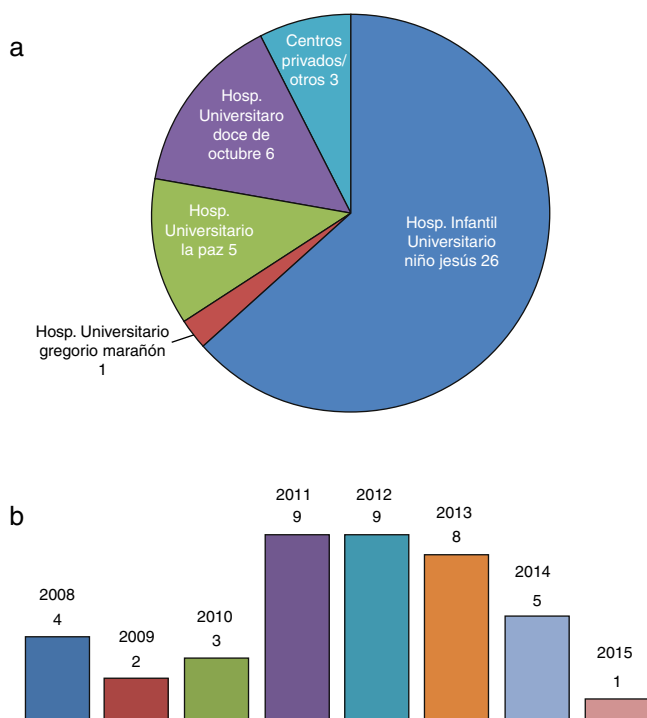 a
Centros
privados/
otros 3
Hosp.
Universitaro
doce de
octubre 6
Hosp.
Universitario
la paz 5
Hosp. Infantil
Universitario
niño jesús 26
Hosp. Universitario
gregorio marañón
1
b
2008
4
2009
2
2010
3
2011
9
2012
9
2013
8
2014
5
2015
1